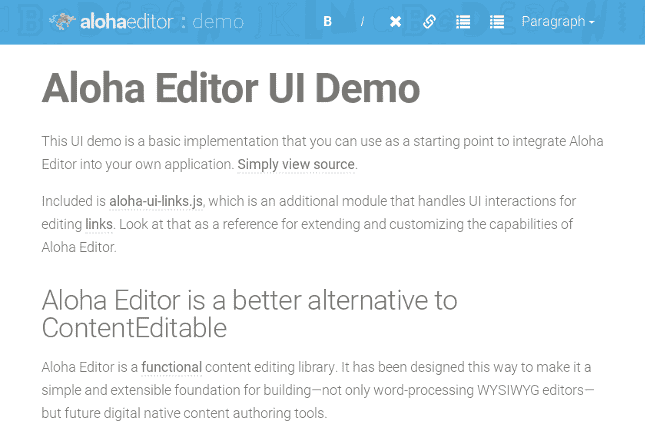 alohaeditor : demo B I Paragraph
Aloha Editor UI Demo
This UI demo is a basic implementation that you can use as a starting point to integrate Aloha
Editor into your own application. Simply view source.
Included is aloha-ui-links.js, which is an additional module that handles UI interactions for
editing links. Look at that as a reference for extending and customizing the capabilities of
Aloha Editor.
Aloha Editor is a better alternative to
ContentEditable
Aloha Editor is a functional content editing library. It has been designed this way to make it a
simple and extensible foundation for building—not only word-processing WYSIWYG editors—
but future digital native content authoring tools.